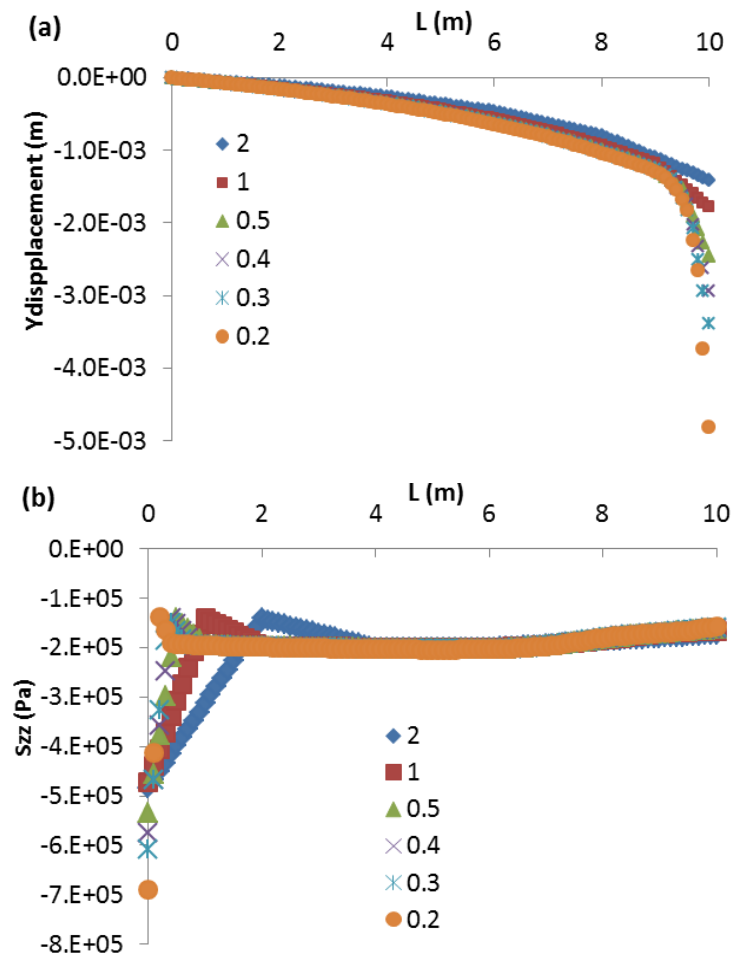 (a)
L (m)
0 2 4 6 8 10
0.0E+00
-1.0E-03
-2.0E-03
-3.0E-03
-4.0E-03
-5.0E-03
Ydispplacement (m)
2
1
0.5
0.4
0.3
0.2
(b)
L (m)
0 2 4 6 8 10
0.E+00
-1.E+05
-2.E+05
-3.E+05
-4.E+05
-5.E+05
-6.E+05
-7.E+05
-8.E+05
Szz (Pa)
2
1
0.5
0.4
0.3
0.2